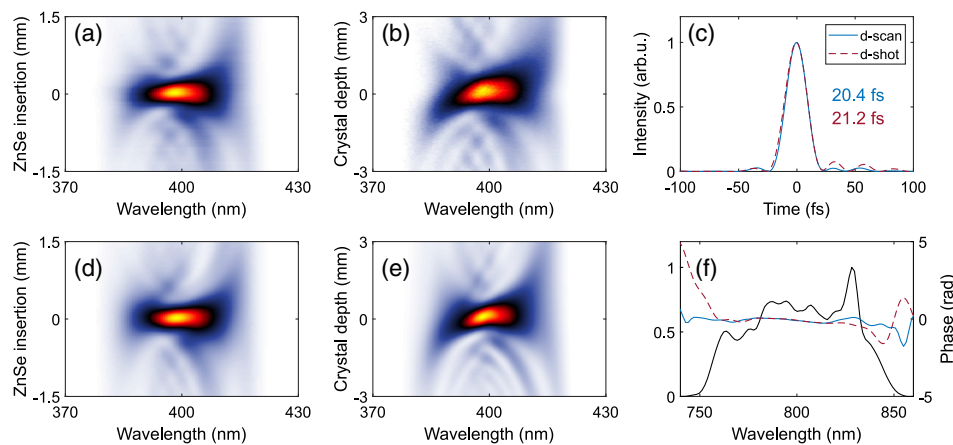 (a)
ZnSe insertion (mm)
1.5
0
-1.5
370
400
430
Wavelength (nm)
(b)
Crystal depth (mm)
3
0
-3
370
400
430
Wavelength (nm)
(c)
Intensity (arb.u.)
1
0.5
0
d-scan
d-shot
20.4 fs
21.2 fs
-100
-50
0
50
100
Time (fs)
(d)
ZnSe insertion (mm)
1.5
0
-1.5
370
400
430
Wavelength (nm)
(e)
Crystal depth (mm)
3
0
-3
370
400
430
Wavelength (nm)
(f)
1
0.5
0
5
0
-5
Phase (rad)
750
800
850
Wavelength (nm)